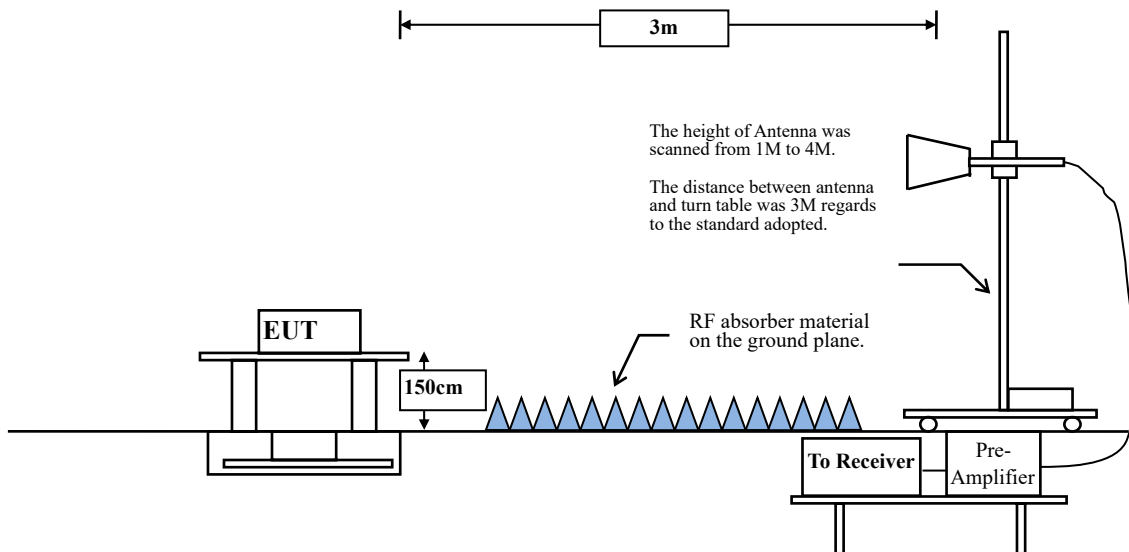 3m
The height of Antenna was
scanned from 1M to 4M.
The distance between antenna
and turn table was 3M regards
to the standard adopted.
EUT
RF absorber material
on the ground plane.
150cm
To Receiver
Pre-
Amplifier